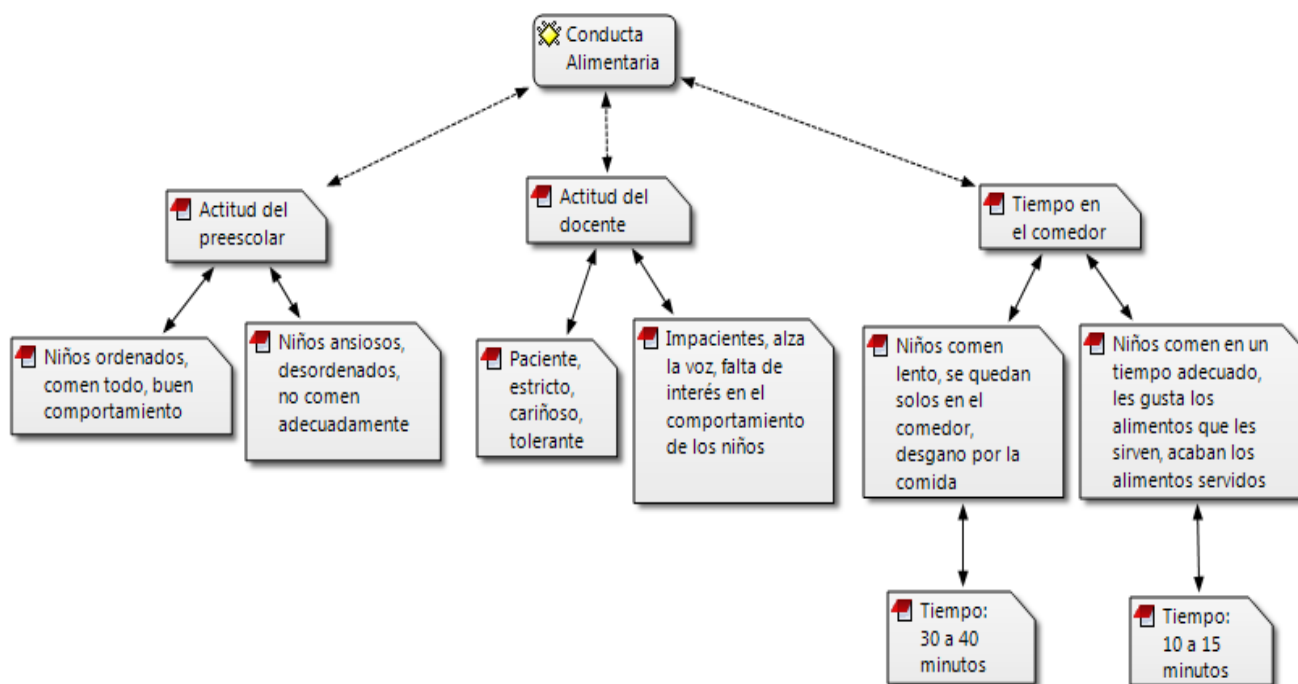 Conducta
Alimentaria
Actitud del
preescolar
Actitud del
docente
Tiempo en
el comedor
Niños ordenados,
comen todo, buen
comportamiento
Niños ansiosos,
desordenados,
no comen
adecuadamente
Paciente,
estricto,
cariñoso,
tolerante
Impacientes, alza
la voz, falta de
interés en el
comportamiento
de los niños
Niños comen
lento, se quedan
solos en el
comedor,
desgano por la
comida
Niños comen en un
tiempo adecuado,
les gusta los
alimentos que les
sirven, acaban los
alimentos servidos
Tiempo:
30 a 40
minutos
Tiempo:
10 a 15
minutos